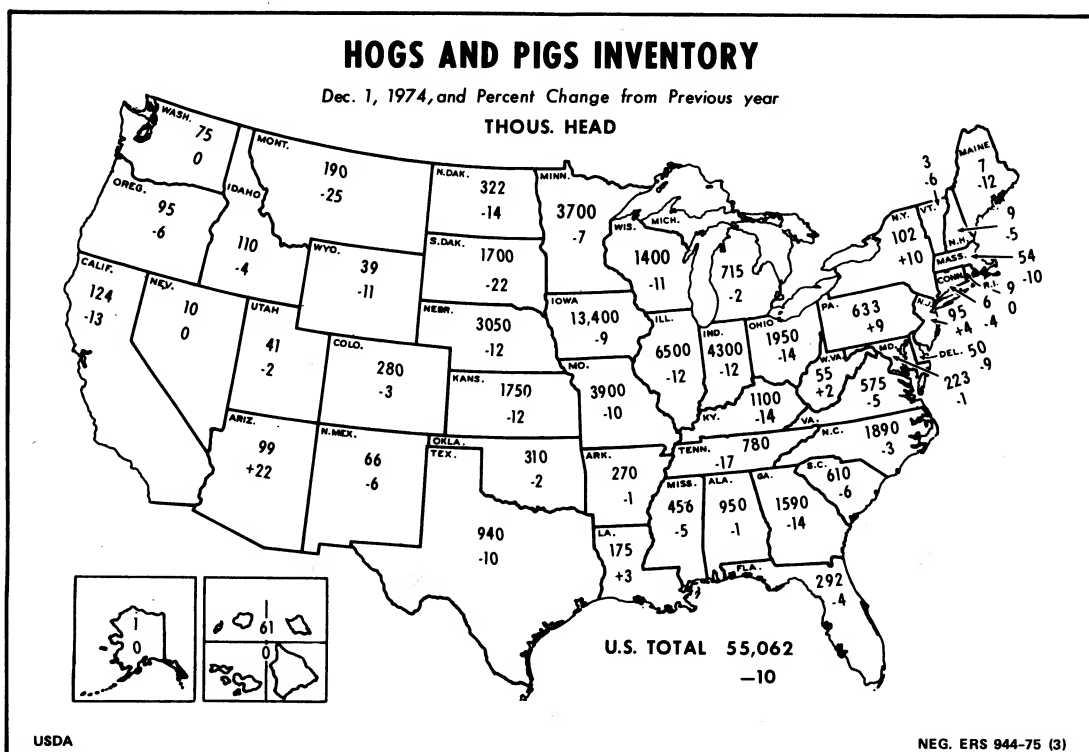 HOGS AND PIGS INVENTORY
Dec. 1, 1974, and Percent Change from Previous year
THOUS. HEAD
WASH.
75
0
OREG.
95
-6
CALIF.
124
-13
NEV.
10
0
IDAHO
110
-4
MONT.
190
-25
WYO.
39
-11
UTAH
41
-2
COLO.
280
-3
ARIZ.
99
+22
N.MEX.
66
-6
N.DAK.
322
-14
S.DAK.
1700
-22
NEBR.
3050
-12
KANS.
1750
-12
OKLA.
310
-2
TEX.
940
-10
MINN.
3700
-7
IOWA
13,400
-9
MO.
3900
-10
ARK.
270
-1
LA.
175
+3
WIS.
1400
-11
MICH.
715
-2
ILL.
6500
-12
IND.
4300
-12
OHIO
1950
-14
KY.
1100
-14
TENN.
780
-17
MISS.
456
-5
ALA.
950
-1
GA.
1590
-14
FLA.
292
-4
S.C.
610
-6
N.C.
1890
-3
VA.
575
-5
W.VA.
55
+2
MD.
223
-1
DEL.
50
-9
PA.
633
+9
N.J.
95
+4
N.Y.
102
+10
CONN.
6
-4
R.I.
9
0
MASS.
54
-10
VT.
3
-6
N.H.
9
-5
MAINE
7
-12
1
0
61
0
U.S. TOTAL 55,062
—10
USDA
NEG. ERS 944-75 (3)